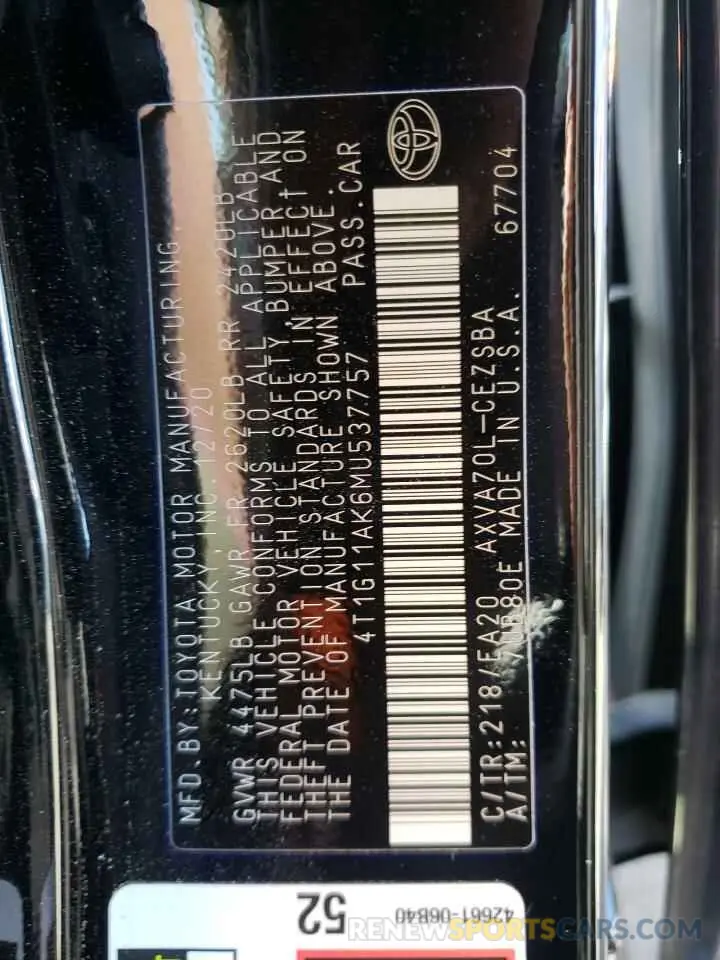 MFD.BY:TOYOTA MOTOR MANUFACTURING,
KENTUCKY,INC.12/20
GVWR 4475LB GAWR FR 2620LB RR 2420LB
THIS VEHICLE CONFORMS TO ALL APPLICABLE
FEDERAL MOTOR VEHICLE SAFETY, BUMPER AND
THEFT PREVENTION STANDARDS IN EFFECT ON
THE DATE OF MANUFACTURE SHOWN ABOVE.
4T1G11AK6MU537757 PASS.CAR
C/TR:218/EA20 AXVA70L-CEZSBA
A/TM: /UB80E MADE IN U.S.A. 67704
52
42661-06B40
RENEWSPORTSCARS.COM